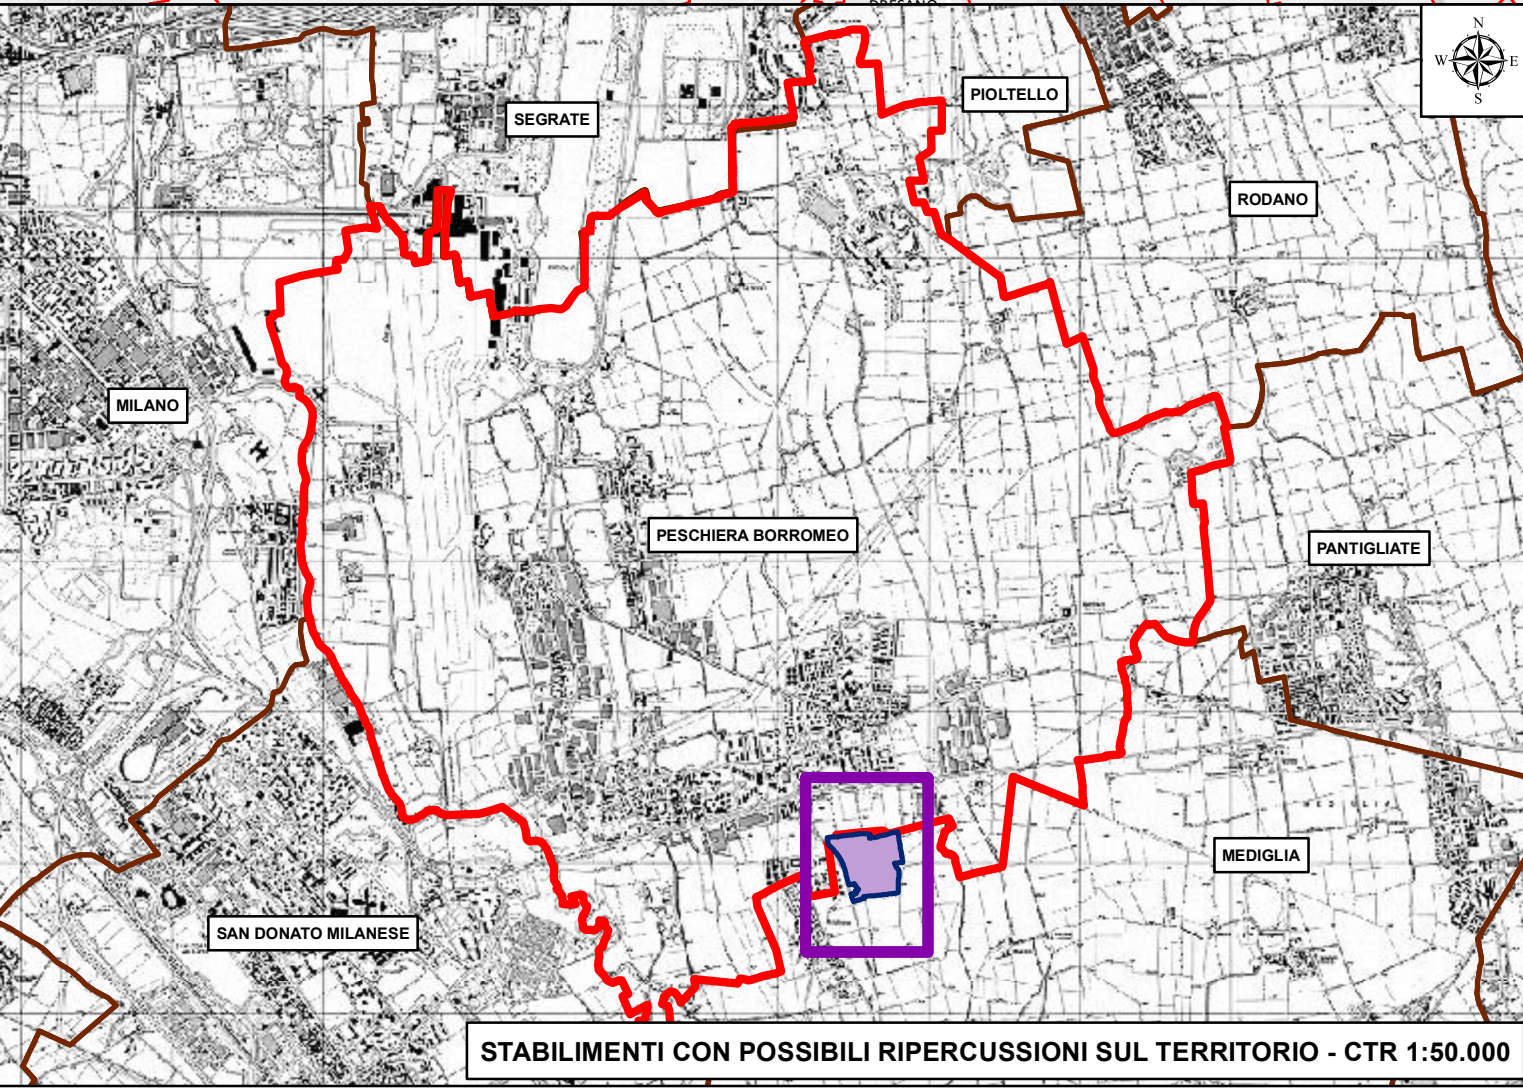 DRESANO
N
W E
S
PIOLTELLO
SEGRATE
RODANO
MILANO
PESCHIERA BORROMEO
PANTIGLIATE
MEDIGLIA
SAN DONATO MILANESE
STABILIMENTI CON POSSIBILI RIPERCUSSIONI SUL TERRITORIO - CTR 1:50.000